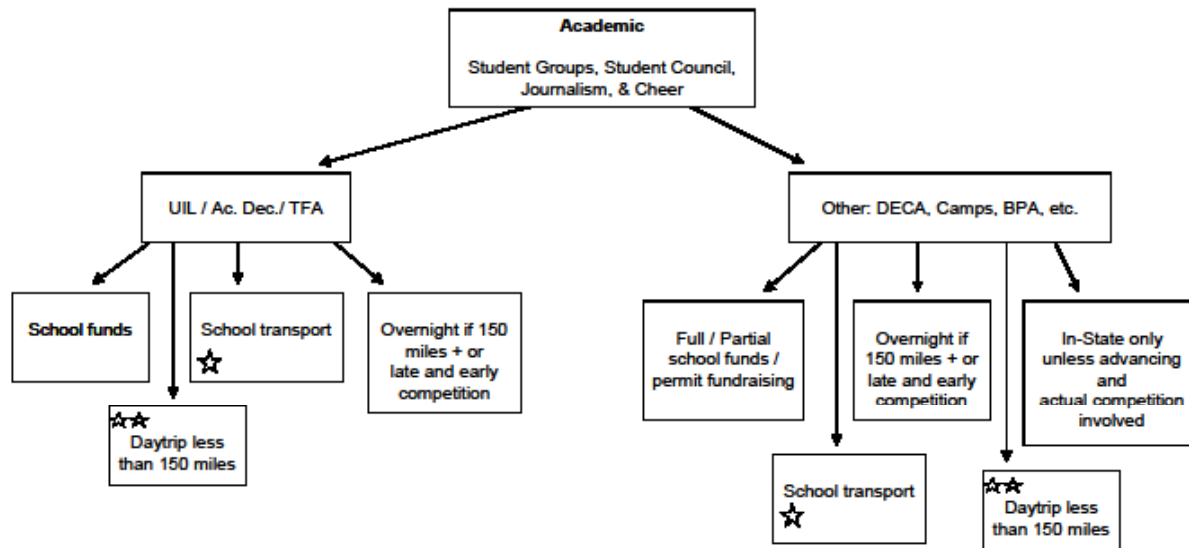 Academic
Student Groups, Student Council,
Journalism, & Cheer
UIL / Ac. Dec./ TFA
Other: DECA, Camps, BPA, etc.
School funds
School transport
Overnight if 150
miles + or
late and early
competition
Daytrip less
than 150 miles
Full / Partial
school funds /
permit fundraising
Overnight if
150 miles + or
late and early
competition
In-State only
unless advancing
and
actual competition
involved
School transport
Daytrip less
than 150 miles